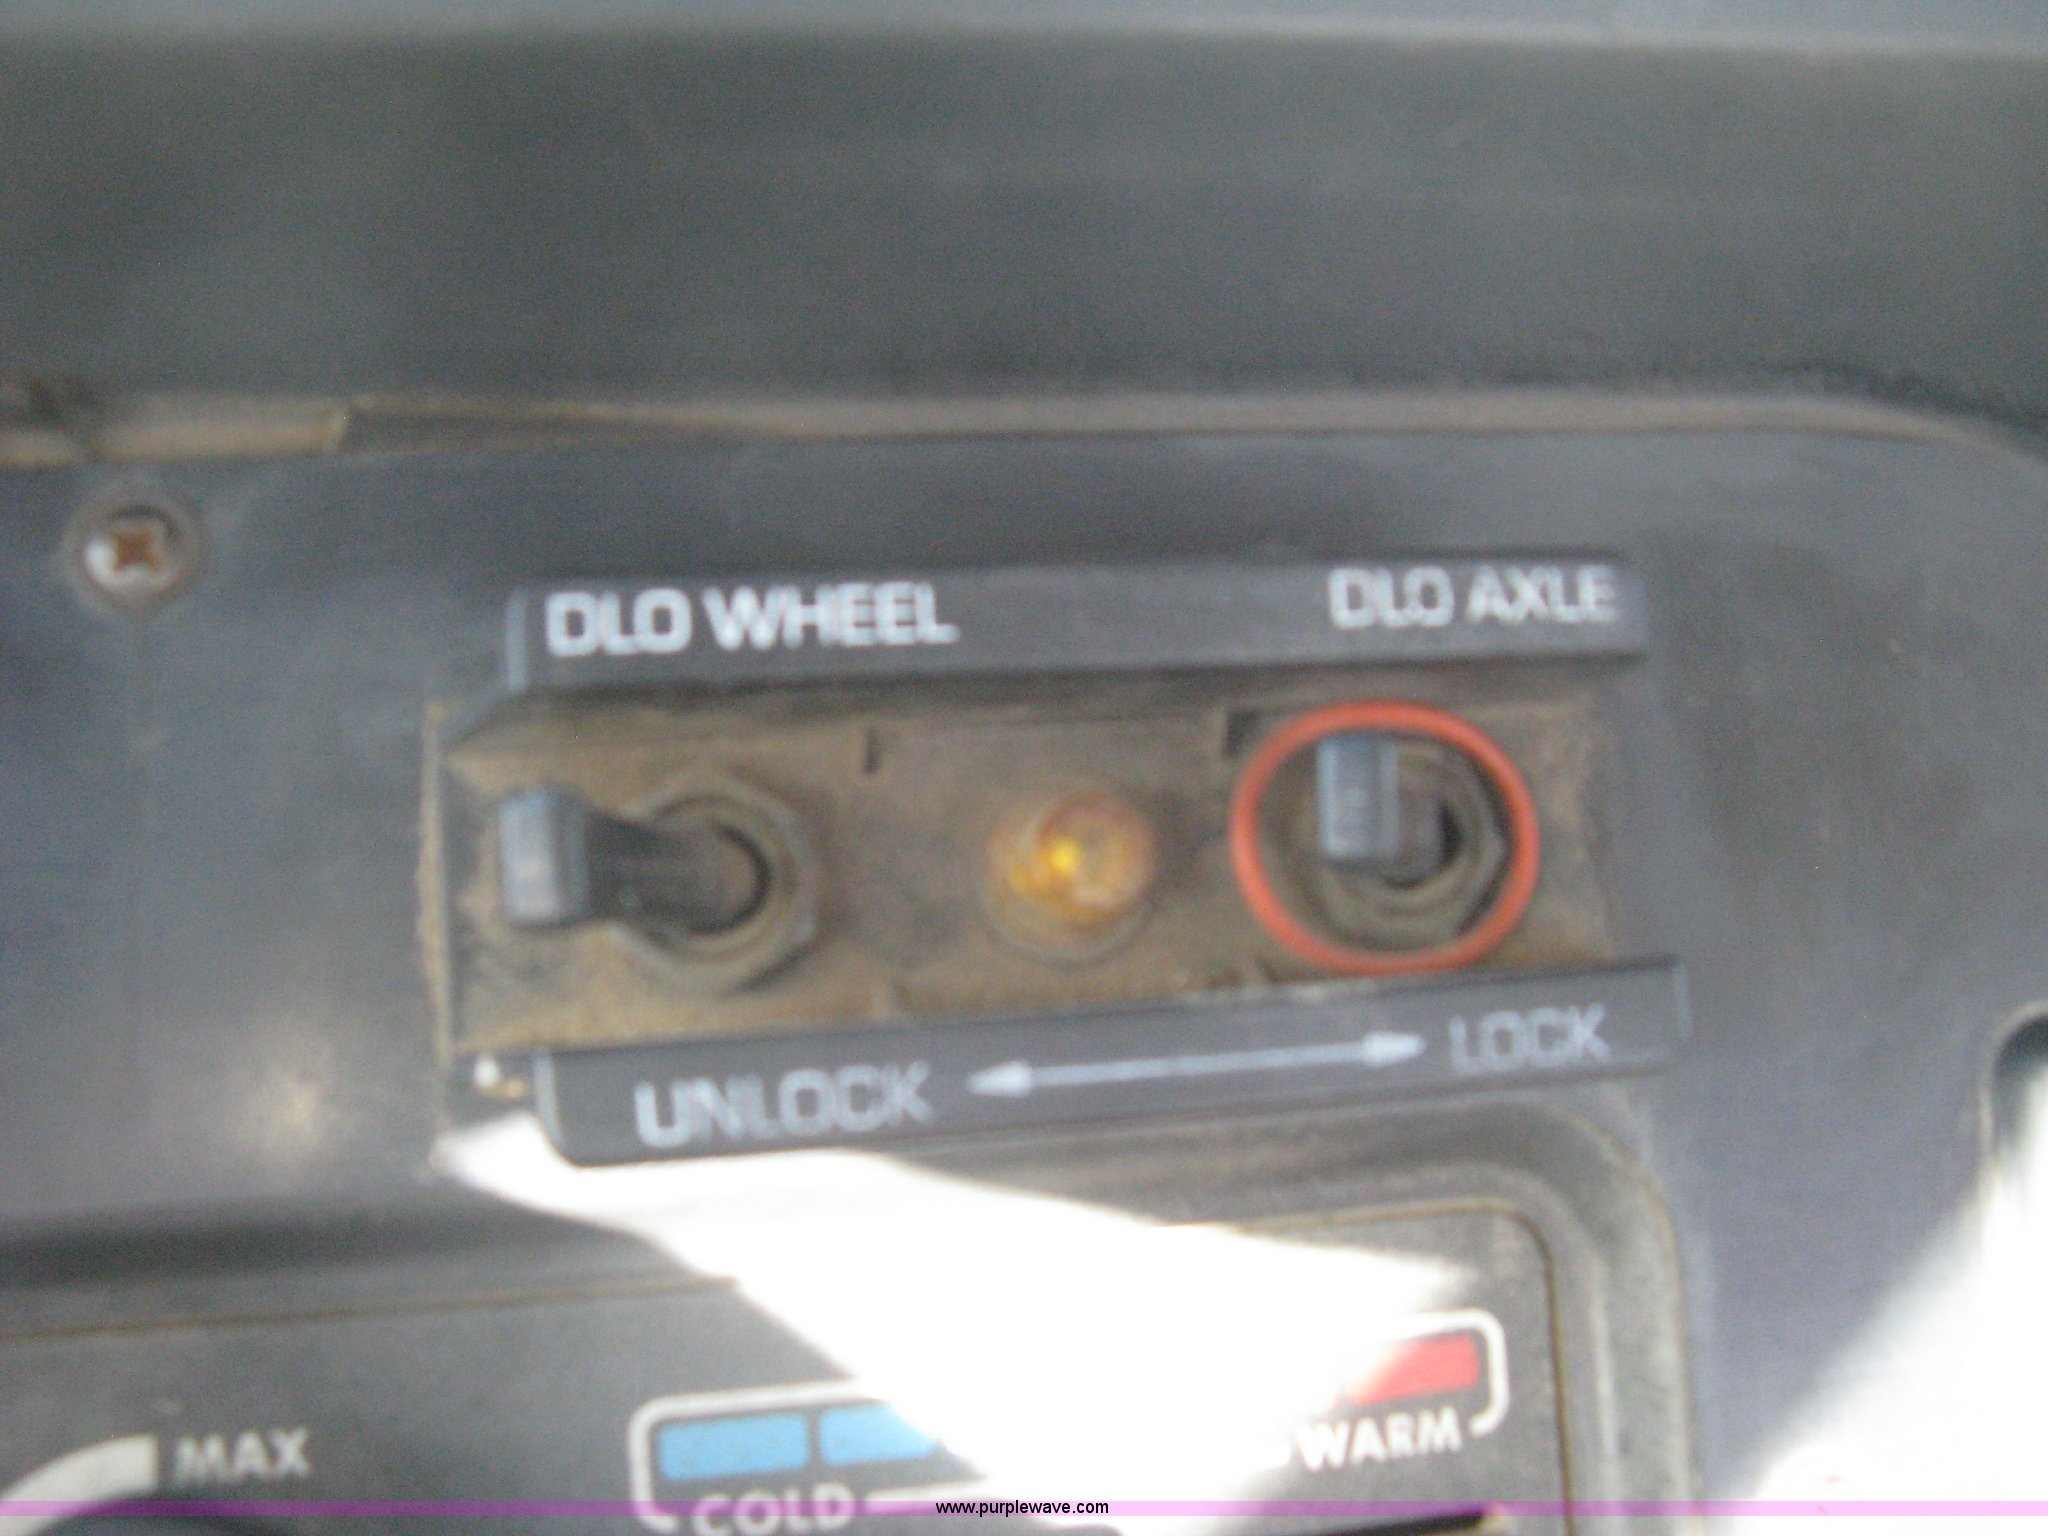 DLO WHEEL DLO AXLE
UNLOCK LOCK
WARM
MAX
COLD
www.purplewave.com